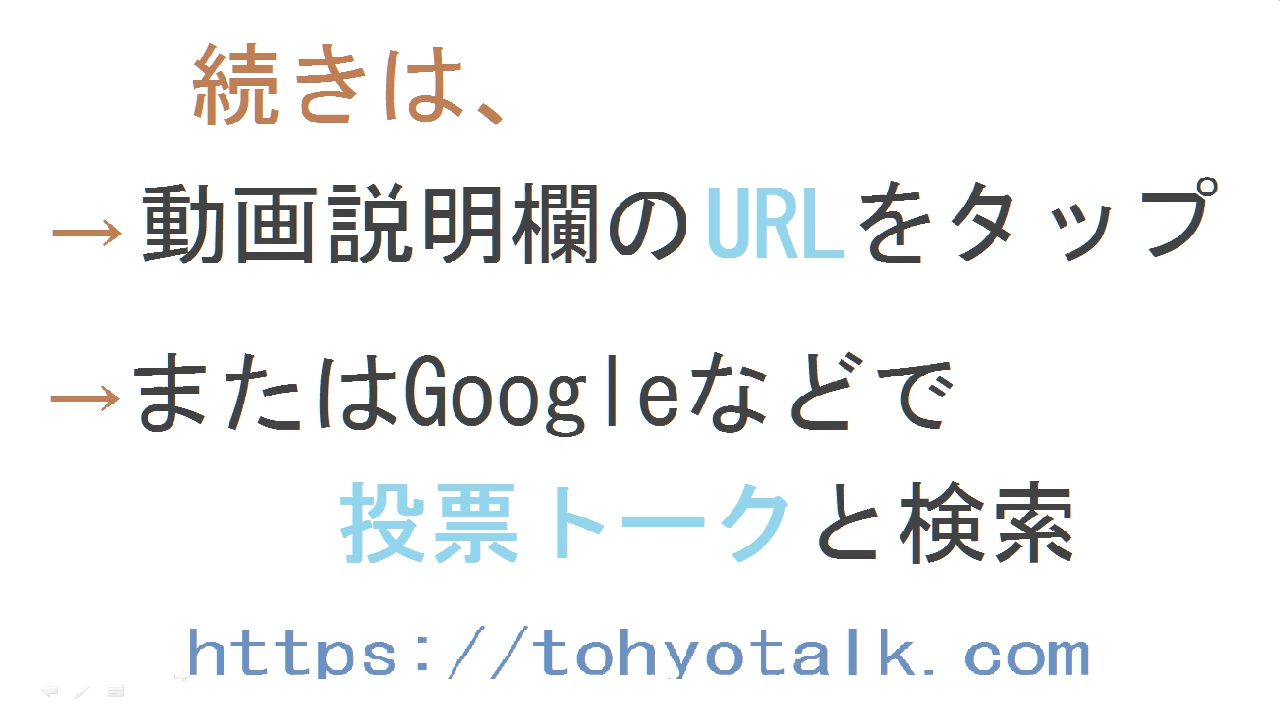 続きは、
→動画説明欄のURLをタップ
→またはGoogleなどで
投票トークと検索
https://tohyotalk.com